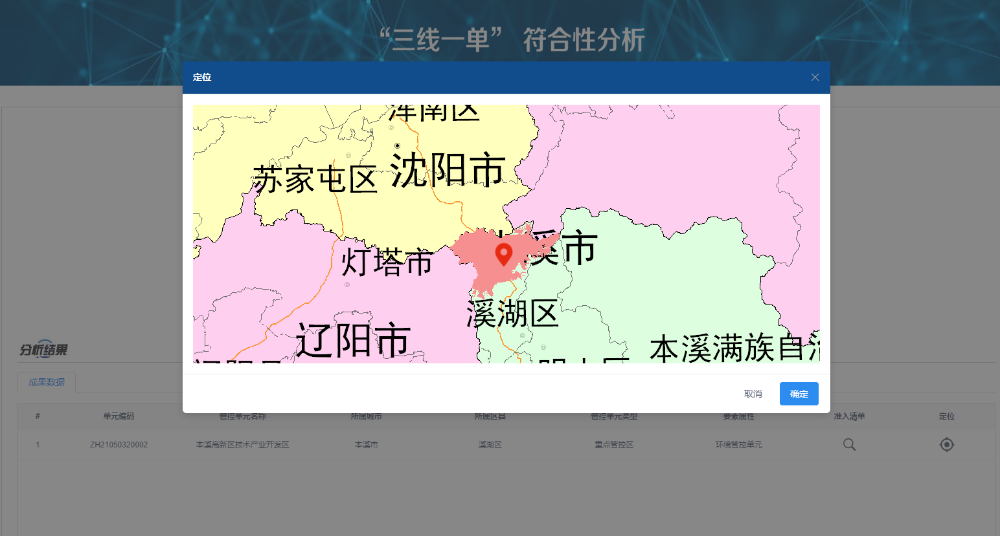 “三线一单” 符合性分析
定位
浑南区
沈阳市
苏家屯区
溪市
灯塔市
溪湖区
辽阳市
本溪满族自治
取消
确定
分析结果
成果数据
# 单元编码 管控单元名称 所属城市 所属区县 管控单元类型 要素属性 准入清单 定位
1 ZH21050320002 本溪高新区技术产业开发区 本溪市 溪湖区 重点管控区 环境管控单元